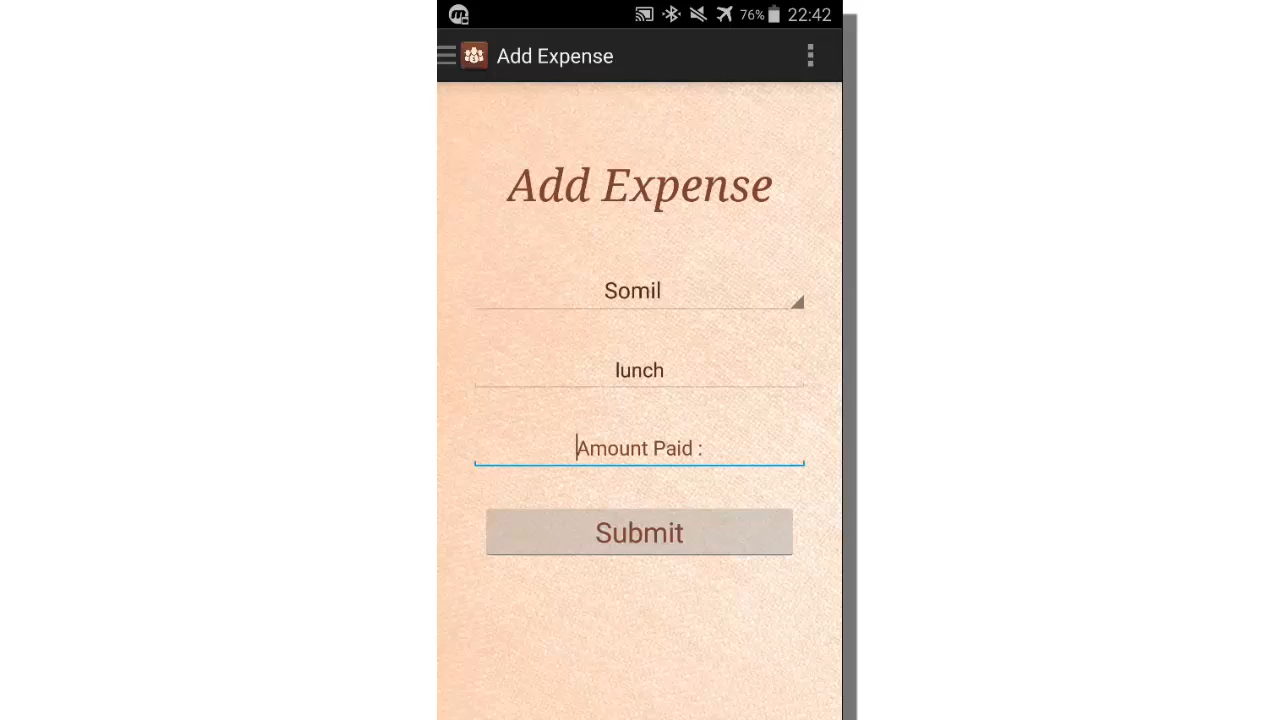 76% 22:42
Add Expense
Add Expense
Somil
lunch
Amount Paid :
Submit